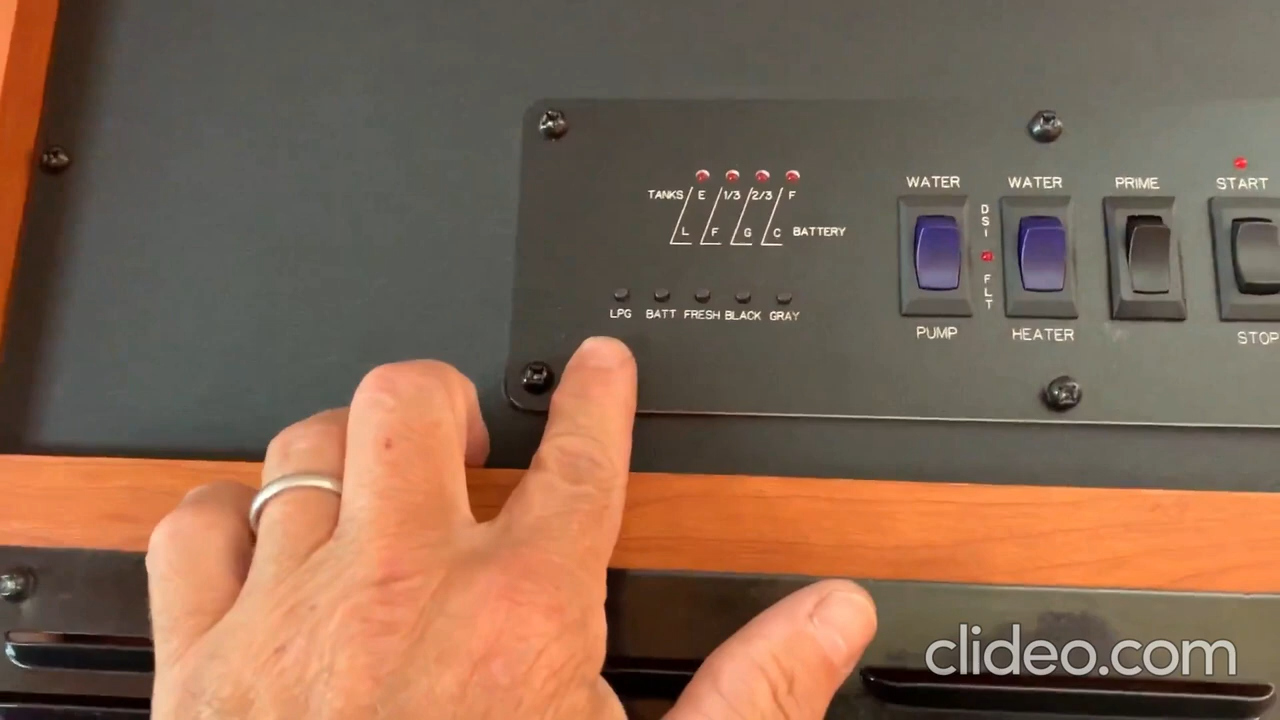 TANKS E 1/3 2/3 F
L F G C BATTERY
LPG BATT FRESH BLACK GRAY
WATER
PUMP
DSI
FLT
WATER
HEATER
PRIME
START
STOP
clideo.com